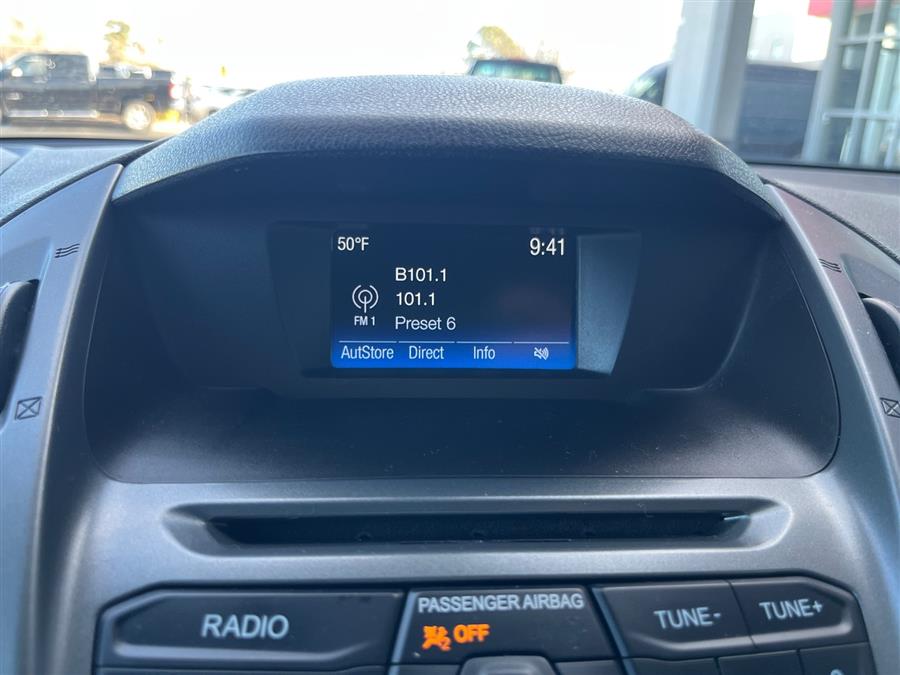 50°F 9:41
B101.1
101.1
FM 1
Preset 6
AutStore Direct Info
RADIO
PASSENGER AIRBAG
2 OFF
TUNE-
TUNE+